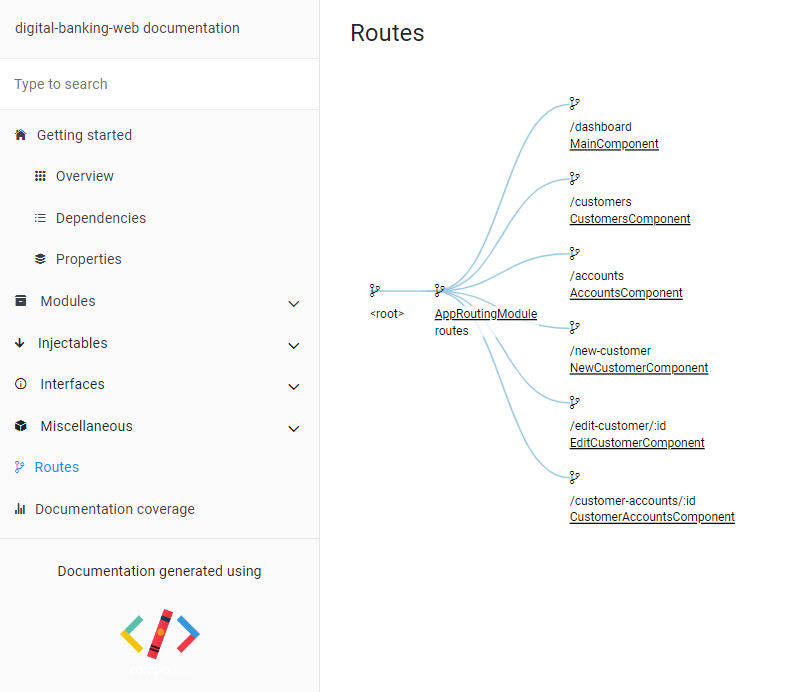 digital-banking-web documentation
Type to search
Getting started
Overview
Dependencies
Properties
Modules
Injectables
Interfaces
Miscellaneous
Routes
Documentation coverage
Documentation generated using
Routes
<root>
AppRoutingModule
routes
/dashboard
MainComponent
/customers
CustomersComponent
/accounts
AccountsComponent
/new-customer
NewCustomerComponent
/edit-customer/:id
EditCustomerComponent
/customer-accounts/:id
CustomerAccountsComponent